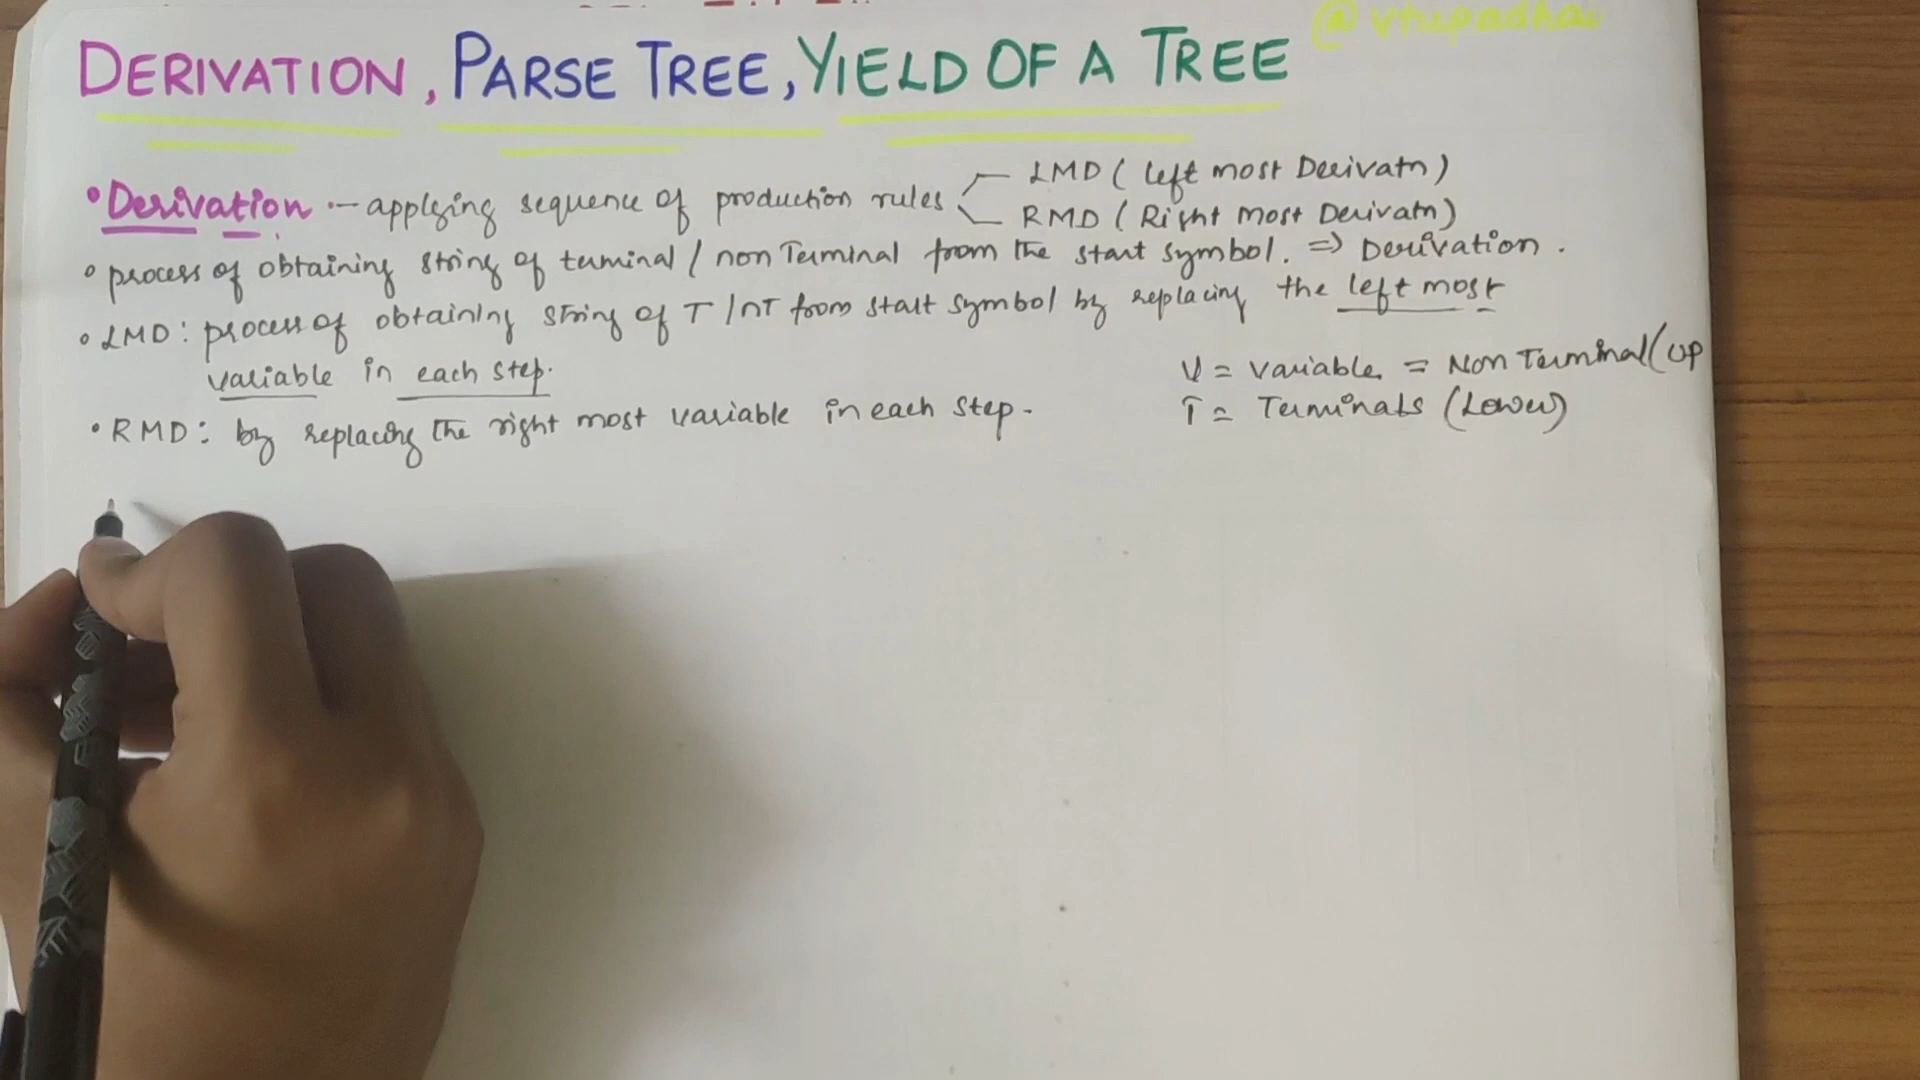 @vtupadhai
DERIVATION, PARSE TREE, YIELD OF A TREE
• Derivation :- applying sequence of production rules
LMD ( left most Derivatn )
RMD ( Right most Derivatn)
• process of obtaining string of terminal / non Terminal from the start symbol. => Derivation .
• LMD : process of obtaining string of T / nT from start symbol by replacing the left most
variable in each step.
V = variable = Non Terminal (up
T = Terminals (Lower)
• RMD : by replacing the right most variable in each step.